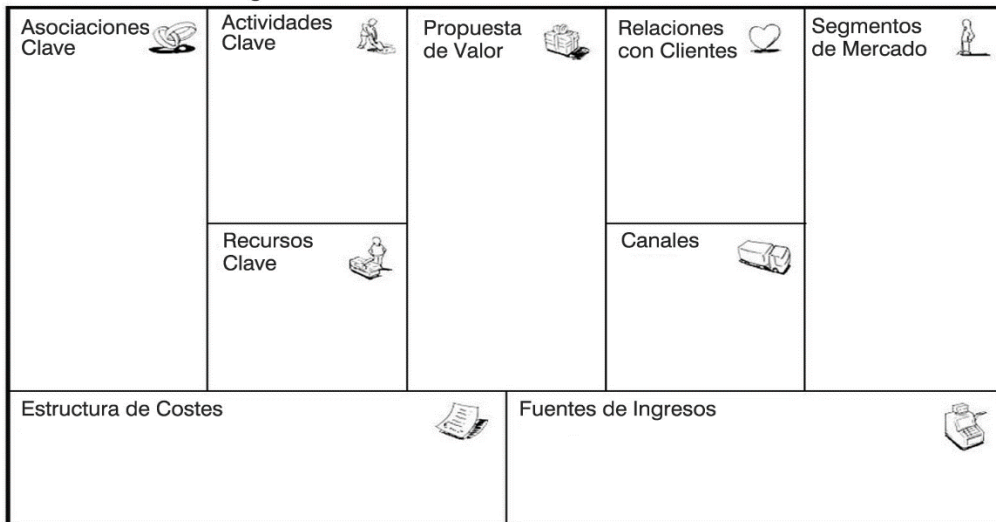 Asociaciones
Clave
Actividades
Clave
Propuesta
de Valor
Relaciones
con Clientes
Segmentos
de Mercado
Recursos
Clave
Canales
Estructura de Costes
Fuentes de Ingresos